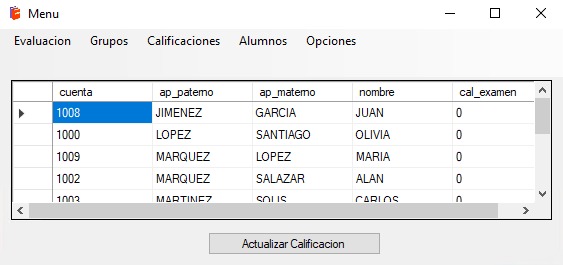 Menu
Evaluacion Grupos Calificaciones Alumnos Opciones
cuenta ap_paterno ap_materno nombre cal_examen
1008 JIMENEZ GARCIA JUAN 0
1000 LOPEZ SANTIAGO OLIVIA 0
1009 MARQUEZ LOPEZ MARIA 0
1002 MARQUEZ SALAZAR ALAN 0
1003 MARTINEZ SOLIS CARLOS 0
Actualizar Calificacion